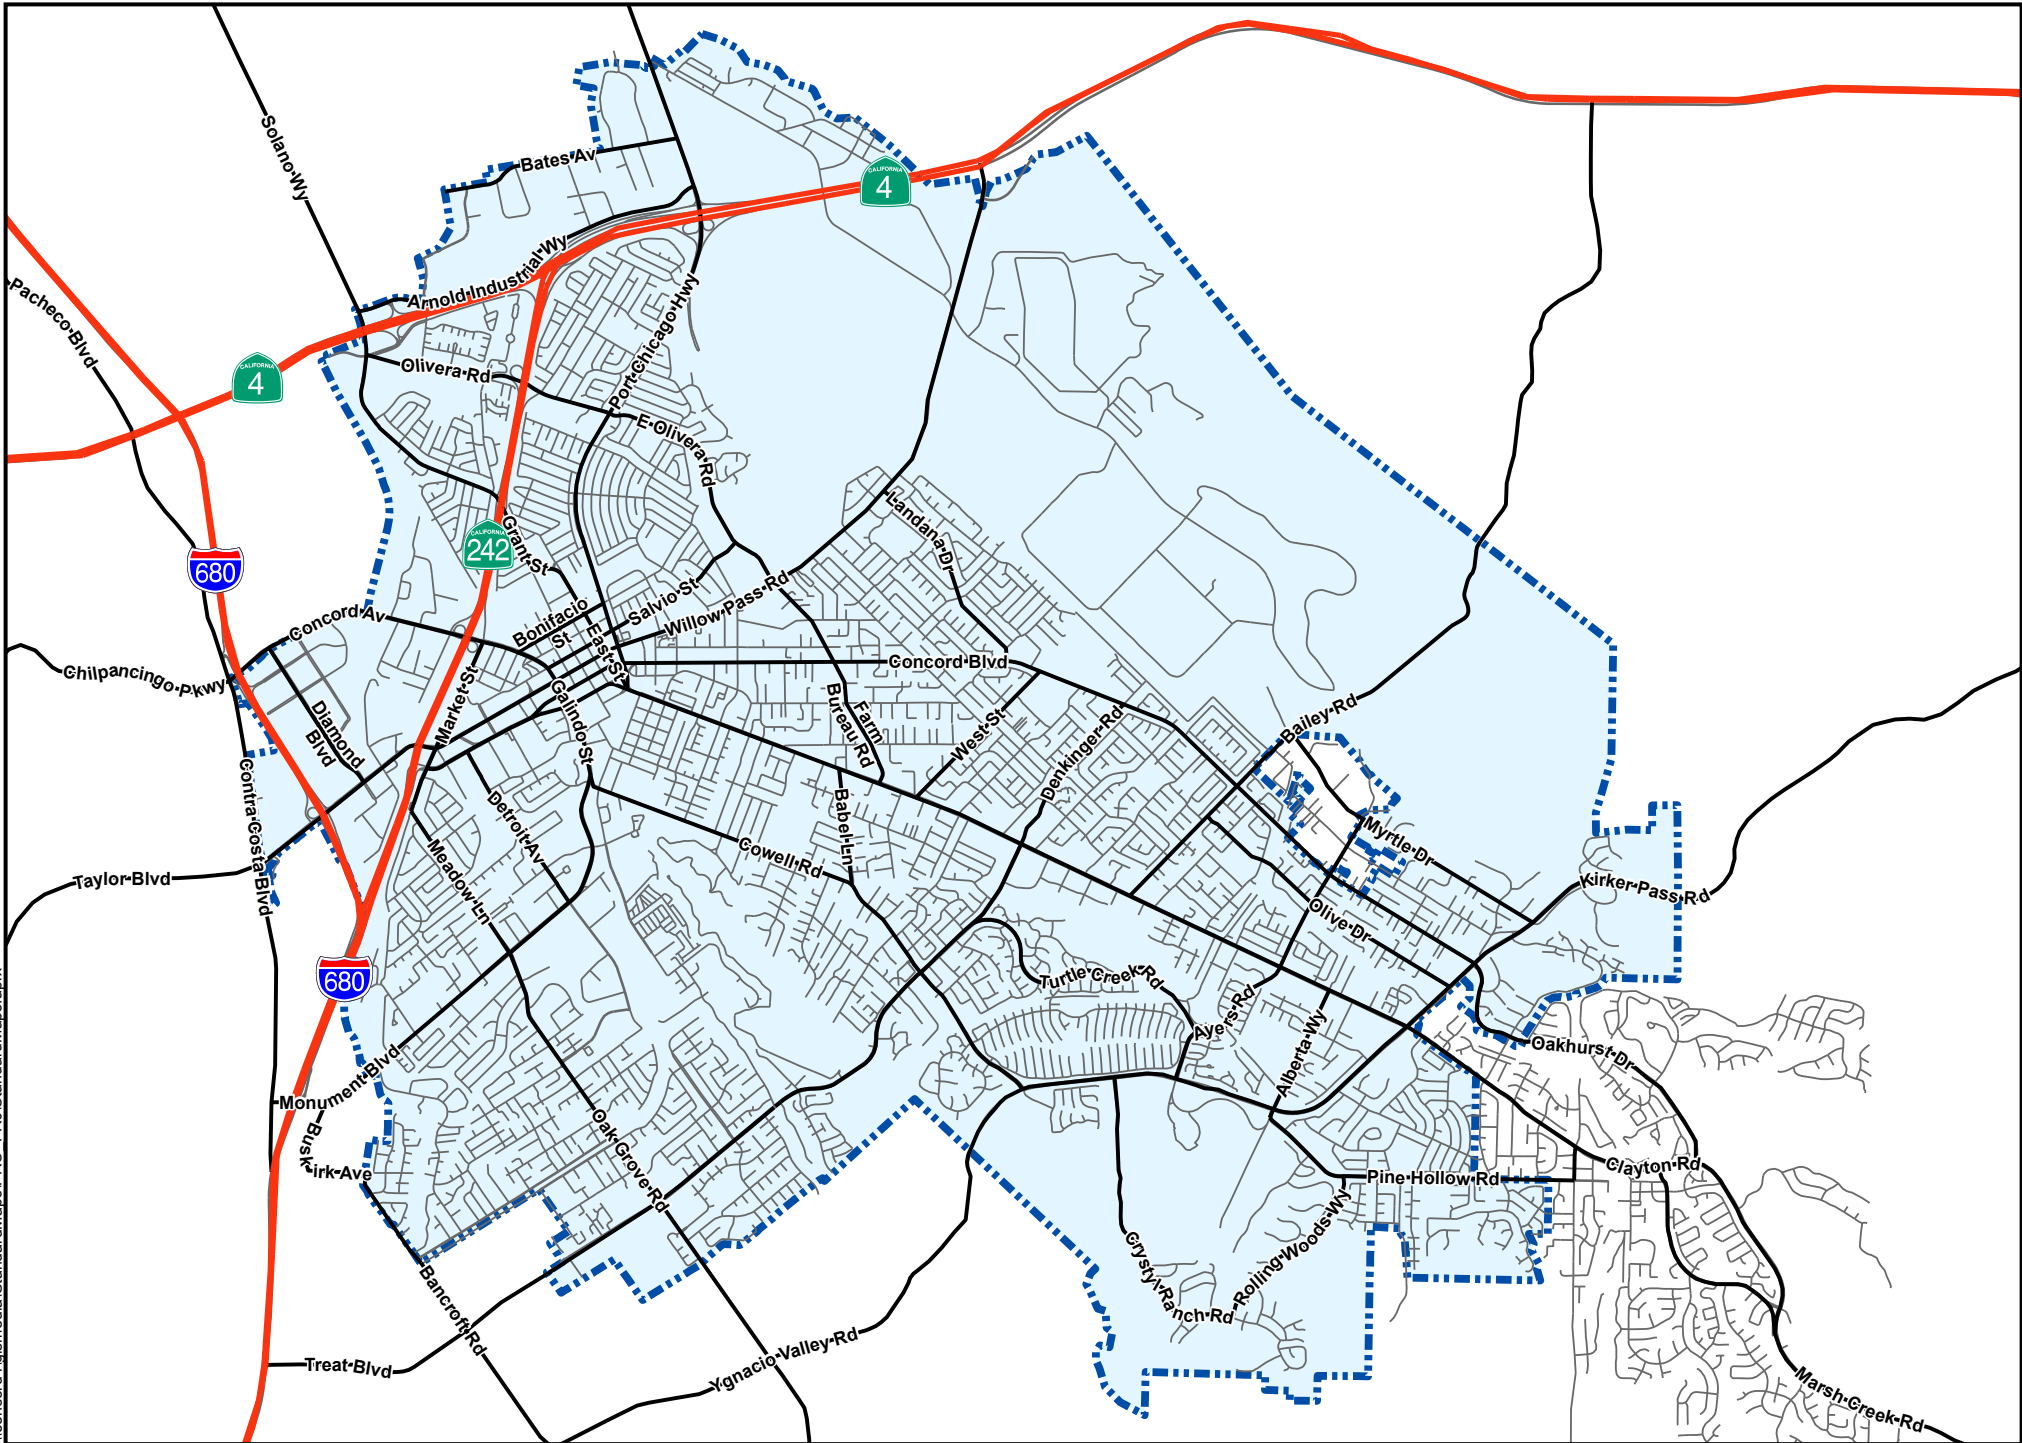 Solano Wy
Bates Av
CALIFORNIA
4
Arnold Industrial Wy
Pacheco Blvd
Port Chicago Hwy
CALIFORNIA
4
Olivera Rd
E Olivera Rd
Landana Dr
CALIFORNIA
242
Grant St
680
Salvio St
Willow Pass Rd
Bonifacio
St
Concord Av
East St
Concord Blvd
Chilpancingo Pkwy
Market St
Galindo St
Diamond
Blvd
Farm
Bureau Rd
West St
Denkinger Rd
Bailey Rd
Contra Costa Blvd
Detroit Av
Babel Ln
Meadow Ln
Cowell Rd
Myrtle Dr
Taylor Blvd
Kirker Pass Rd
Olive Dr
680
Turtle Creek Rd
Ayers Rd
Alberta Wy
Oakhurst Dr
Monument Blvd
Buskirk Ave
Oak Grove Rd
Pine Hollow Rd
Clayton Rd
Rolling Woods Wy
Crystyl Ranch Rd
Bancroft Rd
Treat Blvd
Ygnacio Valley Rd
Marsh Creek Rd